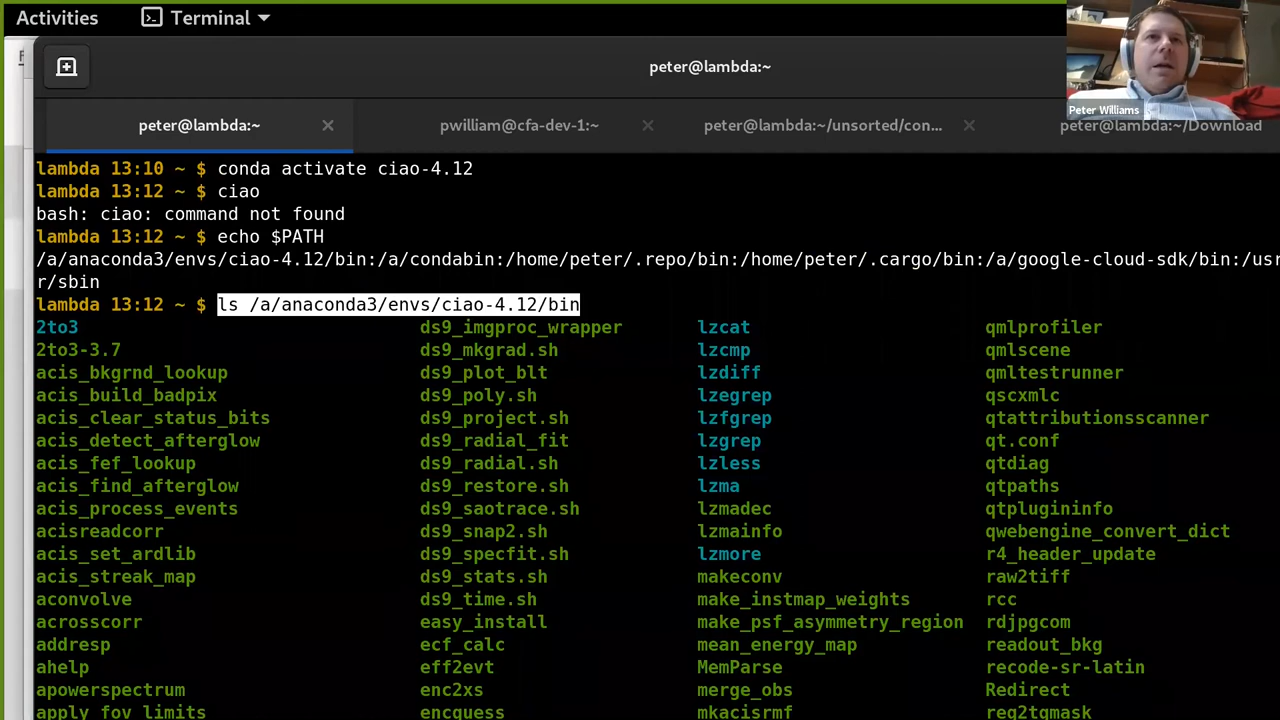 Activities Terminal
peter@lambda:~
Peter Williams
peter@lambda:~ pwilliam@cfa-dev-1:~ peter@lambda:~/unsorted/con... peter@lambda:~/Download
lambda 13:10 ~ $ conda activate ciao-4.12
lambda 13:12 ~ $ ciao
bash: ciao: command not found
lambda 13:12 ~ $ echo $PATH
/a/anaconda3/envs/ciao-4.12/bin:/a/condabin:/home/peter/.repo/bin:/home/peter/.cargo/bin:/a/google-cloud-sdk/bin:/usr
r/sbin
lambda 13:12 ~ $ ls /a/anaconda3/envs/ciao-4.12/bin
2to3 ds9_imgproc_wrapper lzcat qmlprofiler
2to3-3.7 ds9_mkgrad.sh lzcmp qmlscene
acis_bkgrnd_lookup ds9_plot_blt lzdiff qmltestrunner
acis_build_badpix ds9_poly.sh lzegrep qscxmlc
acis_clear_status_bits ds9_project.sh lzfgrep qtattributionsscanner
acis_detect_afterglow ds9_radial_fit lzgrep qt.conf
acis_fef_lookup ds9_radial.sh lzless qtdiag
acis_find_afterglow ds9_restore.sh lzma qtpaths
acis_process_events ds9_saotrace.sh lzmadec qtplugininfo
acisreadcorr ds9_snap2.sh lzmainfo qwebengine_convert_dict
acis_set_ardlib ds9_specfit.sh lzmore r4_header_update
acis_streak_map ds9_stats.sh makeconv raw2tiff
aconvolve ds9_time.sh make_instmap_weights rcc
acrosscorr easy_install make_psf_asymmetry_region rdjpgcom
addresp ecf_calc mean_energy_map readout_bkg
ahelp eff2evt MemParse recode-sr-latin
apowerspectrum enc2xs merge_obs Redirect
apply_fov_limits encguess mkacisrmf reg2tgmask